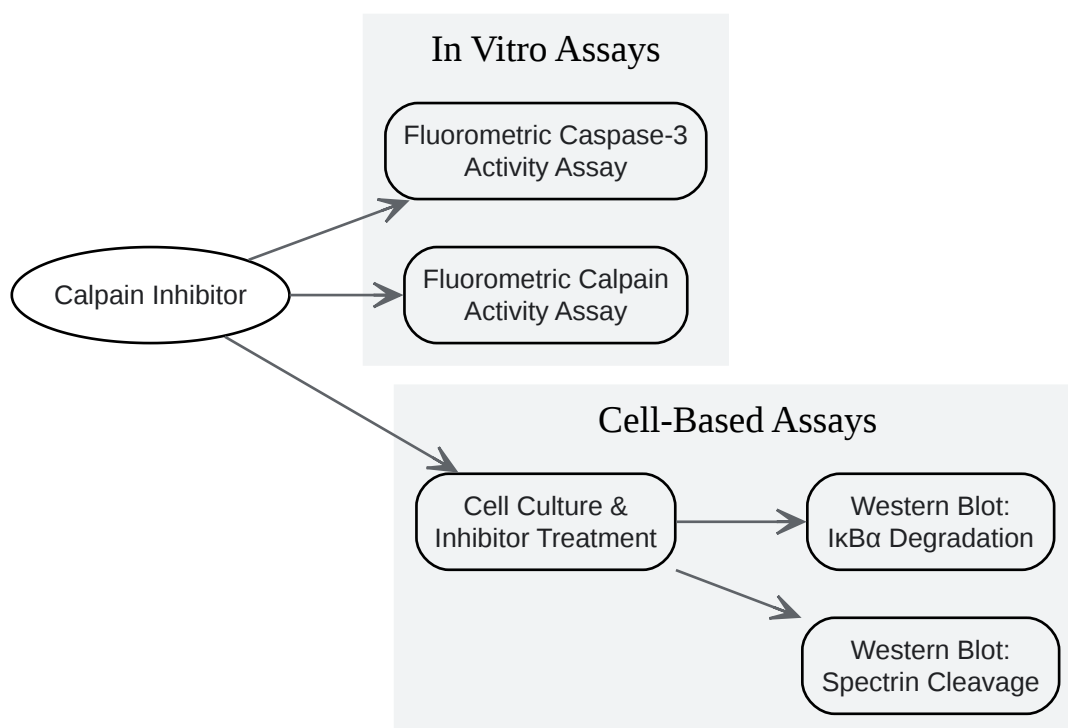 In Vitro Assays
Fluorometric Caspase-3
Activity Assay
Calpain Inhibitor
Fluorometric Calpain
Activity Assay
Cell-Based Assays
Cell Culture &
Inhibitor Treatment
Western Blot:
IκBα Degradation
Western Blot:
Spectrin Cleavage